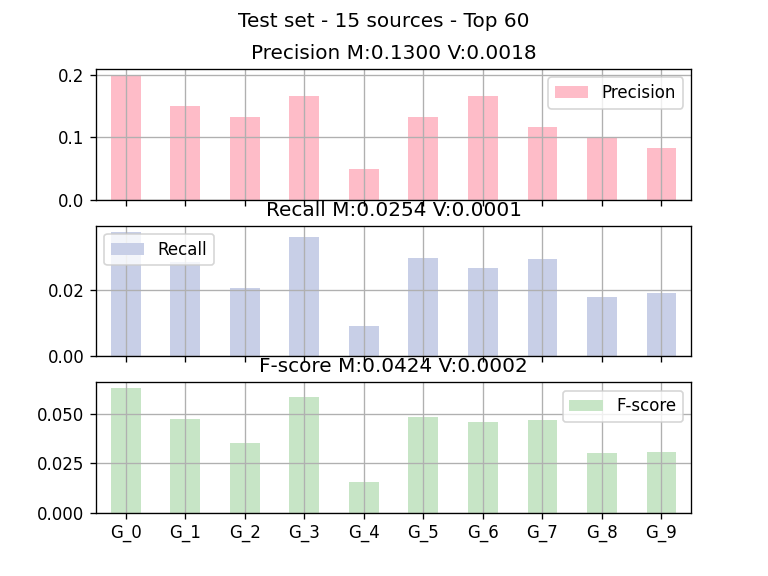 Test set - 15 sources - Top 60
Precision M:0.1300 V:0.0018
0.2
0.1
0.0
Precision
Recall M:0.0254 V:0.0001
Recall
0.02
0.00
F-score M:0.0424 V:0.0002
0.050
0.025
0.000
F-score
G_0 G_1 G_2 G_3 G_4 G_5 G_6 G_7 G_8 G_9